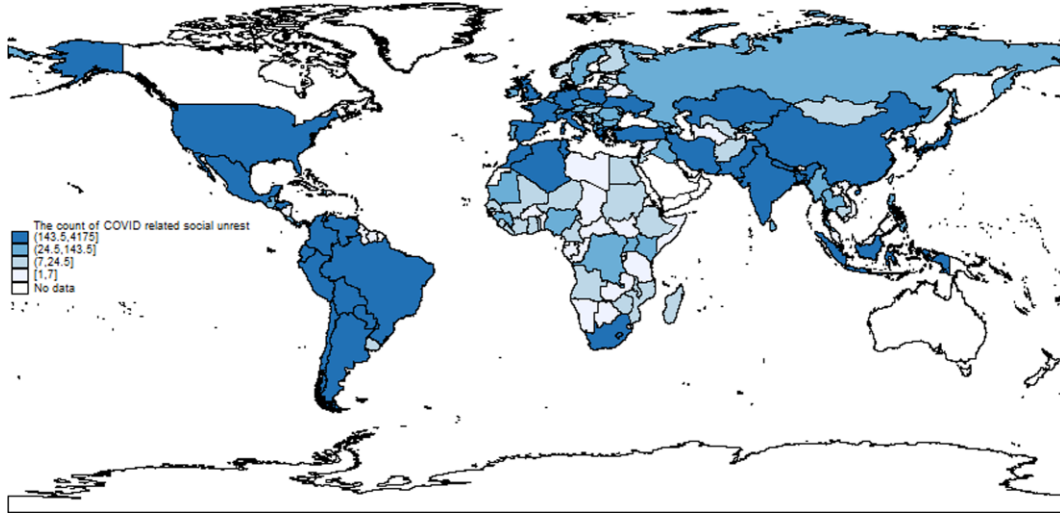 The count of COVID related social unrest
(143.5,4175]
(24.5,143.5]
(7,24.5]
[1,7]
No data